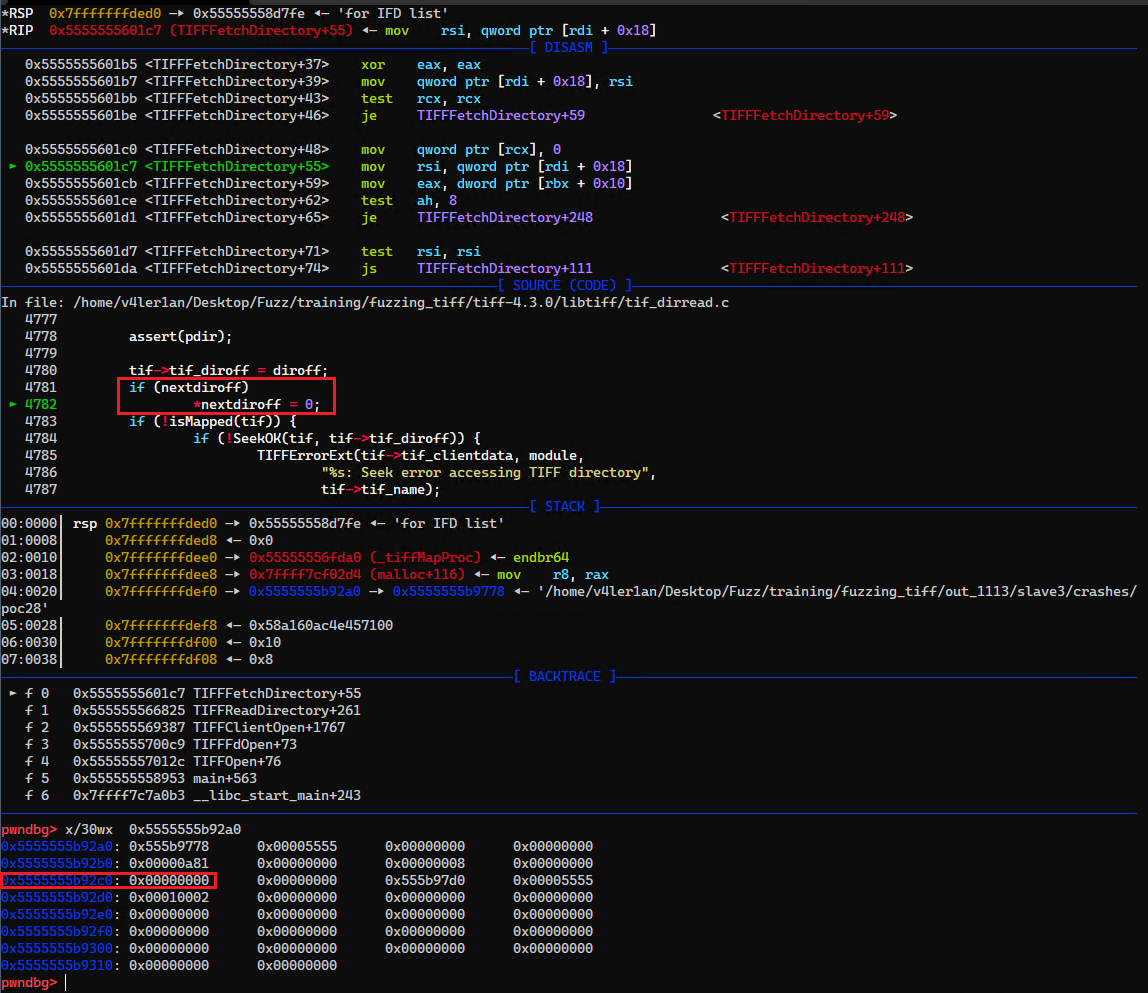 *RSP  0x7fffffffded0 —▸ 0x55555558d7fe ◂— 'for IFD list'
*RIP  0x5555555601c7 (TIFFFetchDirectory+55) ◂— mov    rsi, qword ptr [rdi + 0x18]
[ DISASM ]
0x5555555601b5 <TIFFFetchDirectory+37>    xor    eax, eax
0x5555555601b7 <TIFFFetchDirectory+39>    mov    qword ptr [rdi + 0x18], rsi
0x5555555601bb <TIFFFetchDirectory+43>    test   rcx, rcx
0x5555555601be <TIFFFetchDirectory+46>    je     TIFFFetchDirectory+59                <TIFFFetchDirectory+59>
0x5555555601c0 <TIFFFetchDirectory+48>    mov    qword ptr [rcx], 0
► 0x5555555601c7 <TIFFFetchDirectory+55>    mov    rsi, qword ptr [rdi + 0x18]
0x5555555601cb <TIFFFetchDirectory+59>    mov    eax, dword ptr [rbx + 0x10]
0x5555555601ce <TIFFFetchDirectory+62>    test   ah, 8
0x5555555601d1 <TIFFFetchDirectory+65>    je     TIFFFetchDirectory+248                <TIFFFetchDirectory+248>
0x5555555601d7 <TIFFFetchDirectory+71>    test   rsi, rsi
0x5555555601da <TIFFFetchDirectory+74>    js     TIFFFetchDirectory+111                <TIFFFetchDirectory+111>
[ SOURCE (CODE) ]
In file: /home/v4ler1an/Desktop/Fuzz/training/fuzzing_tiff/tiff-4.3.0/libtiff/tif_dirread.c
4777
4778         assert(pdir);
4779
4780         tif->tif_diroff = diroff;
4781         if (nextdiroff)
► 4782                 *nextdiroff = 0;
4783         if (!isMapped(tif)) {
4784                 if (!SeekOK(tif, tif->tif_diroff)) {
4785                         TIFFErrorExt(tif->tif_clientdata, module,
4786                                 "%s: Seek error accessing TIFF directory",
4787                                 tif->tif_name);
[ STACK ]
00:0000│ rsp 0x7fffffffded0 —▸ 0x55555558d7fe ◂— 'for IFD list'
01:0008│     0x7fffffffded8 ◂— 0x0
02:0010│     0x7fffffffdee0 —▸ 0x55555556fda0 (_tiffMapProc) ◂— endbr64
03:0018│     0x7fffffffdee8 —▸ 0x7ffff7cf02d4 (malloc+116) ◂— mov    r8, rax
04:0020│     0x7fffffffdef0 —▸ 0x5555555b92a0 —▸ 0x5555555b9778 ◂— '/home/v4ler1an/Desktop/Fuzz/training/fuzzing_tiff/out_1113/slave3/crashes/
poc28'
05:0028│     0x7fffffffdef8 ◂— 0x58a160ac4e457100
06:0030│     0x7fffffffdf00 ◂— 0x10
07:0038│     0x7fffffffdf08 ◂— 0x8
[ BACKTRACE ]
► f 0   0x5555555601c7 TIFFFetchDirectory+55
f 1   0x555555566825 TIFFReadDirectory+261
f 2   0x555555569387 TIFFClientOpen+1767
f 3   0x5555555700c9 TIFFFdOpen+73
f 4   0x55555557012c TIFFOpen+76
f 5   0x555555558953 main+563
f 6   0x7ffff7c7a0b3 __libc_start_main+243
pwndbg> x/30wx  0x5555555b92a0
0x5555555b92a0: 0x555b9778      0x00005555      0x00000000      0x00000000
0x5555555b92b0: 0x00000a81      0x00000000      0x00000008      0x00000000
0x5555555b92c0: 0x00000000      0x00000000      0x555b97d0      0x00005555
0x5555555b92d0: 0x00010002      0x00000000      0x00000000      0x00000000
0x5555555b92e0: 0x00000000      0x00000000      0x00000000      0x00000000
0x5555555b92f0: 0x00000000      0x00000000      0x00000000      0x00000000
0x5555555b9300: 0x00000000      0x00000000      0x00000000      0x00000000
0x5555555b9310: 0x00000000      0x00000000
pwndbg>